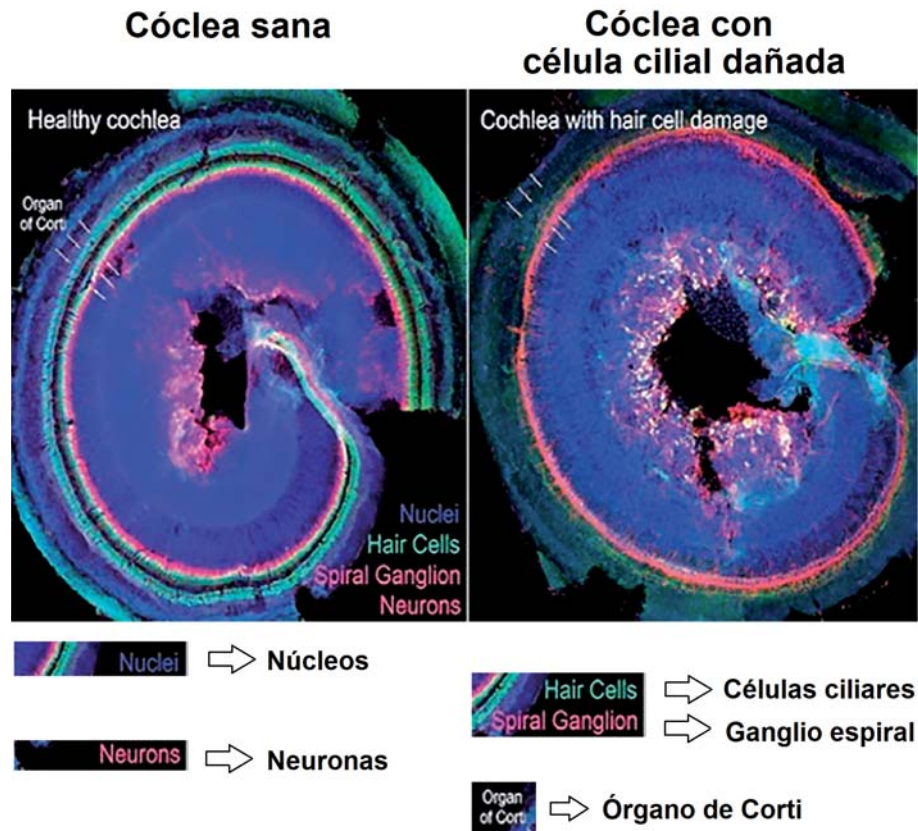 Cóclea sana
Cóclea con
célula cilial dañada
Healthy cochlea
Organ
of Corti
Nuclei
Hair Cells
Spiral Ganglion
Neurons
Cochlea with hair cell damage
Nuclei
Núcleos
Neurons
Neuronas
Hair Cells
Spiral Ganglion
Células ciliares
Ganglio espiral
Organ
of Corti
Órgano de Corti